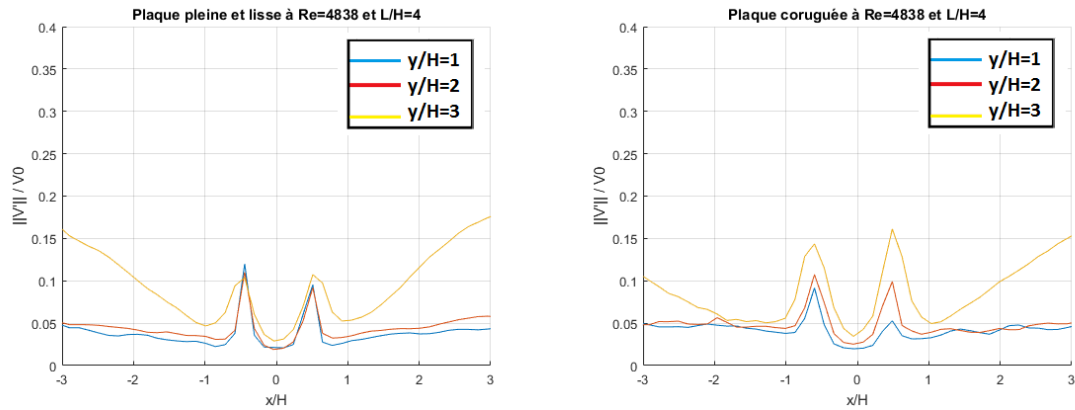 Plaque pleine et lisse à Re=4838 et L/H=4
0.4
0.35
0.3
0.25
0.2
0.15
0.1
0.05
0
||V'|| / V0
y/H=1
y/H=2
y/H=3
-3 -2 -1 0 1 2 3
x/H
Plaque coruguée à Re=4838 et L/H=4
0.4
0.35
0.3
0.25
0.2
0.15
0.1
0.05
0
||V'|| / V0
y/H=1
y/H=2
y/H=3
-3 -2 -1 0 1 2 3
x/H